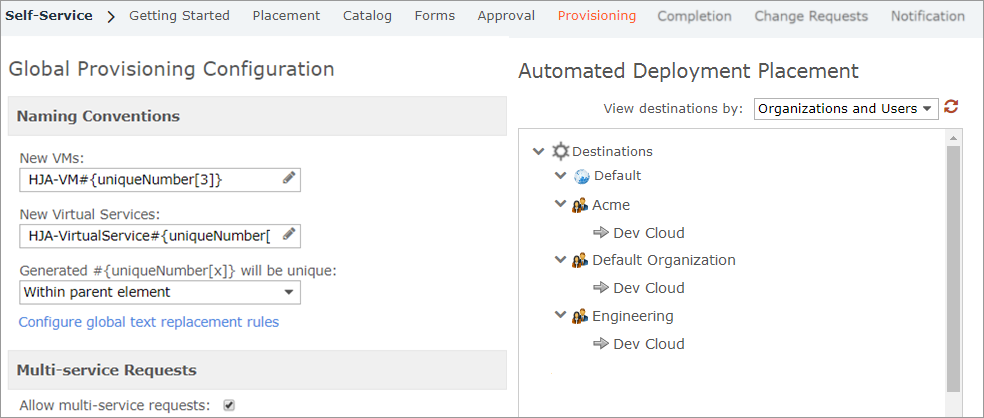 Self-Service > Getting Started Placement Catalog Forms Approval Provisioning Completion Change Requests Notification
Global Provisioning Configuration
Naming Conventions
New VMs:
HJA-VM#{uniqueNumber[3]}
New Virtual Services:
HJA-VirtualService#{uniqueNumber[
Generated #{uniqueNumber[x]} will be unique:
Within parent element
Configure global text replacement rules
Multi-service Requests
Allow multi-service requests:
Automated Deployment Placement
View destinations by: Organizations and Users
Destinations
Default
Acme
Dev Cloud
Default Organization
Dev Cloud
Engineering
Dev Cloud